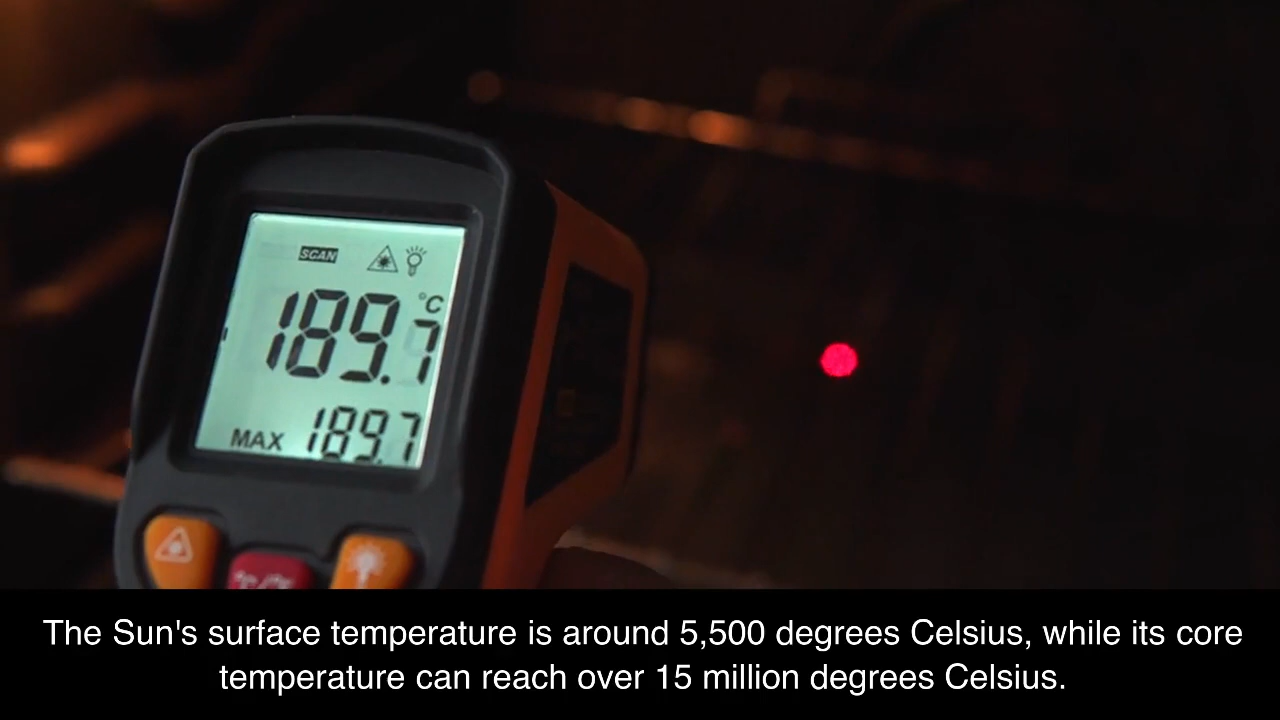 SCAN
°C
189.7
MAX 189.7
The Sun's surface temperature is around 5,500 degrees Celsius, while its core
temperature can reach over 15 million degrees Celsius.